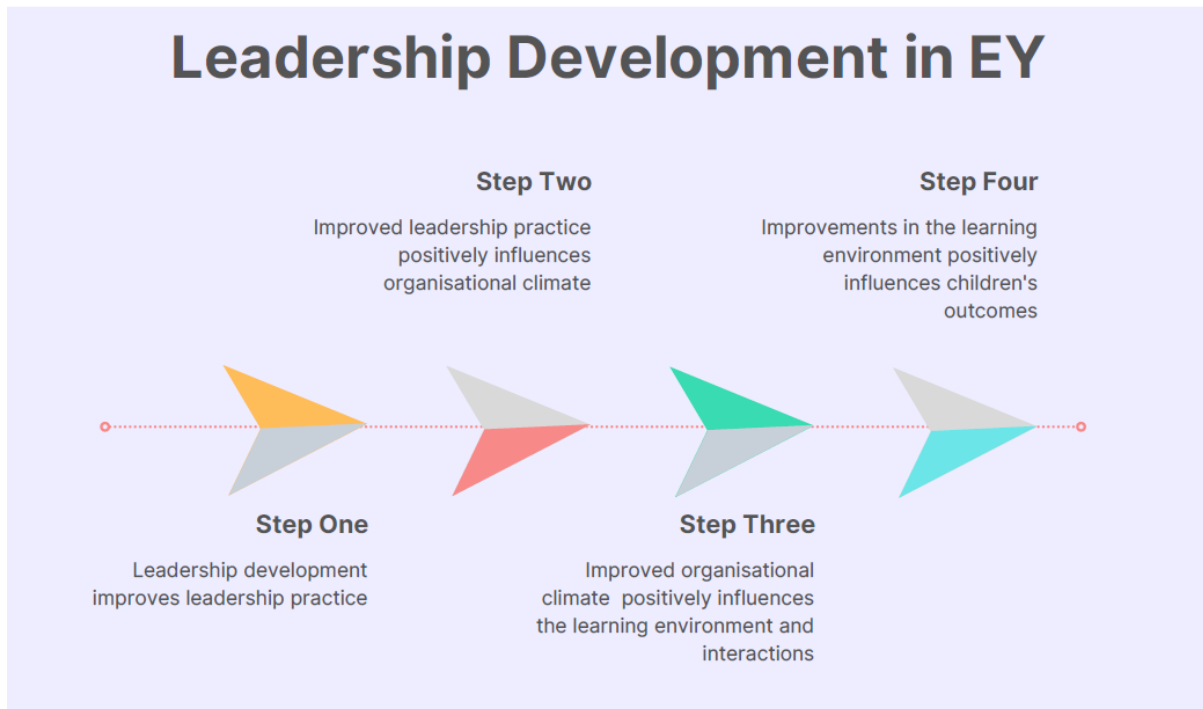 Leadership Development in EY
Step One
Leadership development
improves leadership practice
Step Two
Improved leadership practice
positively influences
organisational climate
Step Three
Improved organisational
climate  positively influences
the learning environment and
interactions
Step Four
Improvements in the learning
environment positively
influences children's
outcomes